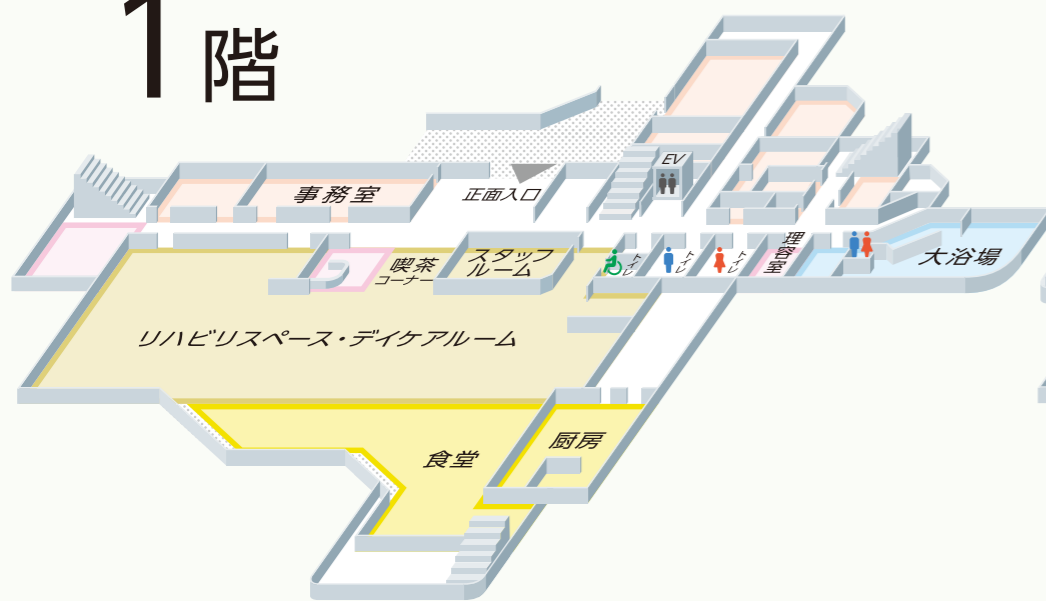 1階
EV
事務室
正面入口
喫茶
コーナー
スタッフ
ルーム
トイレ
トイレ
トイレ
理容室
大浴場
リハビリスペース・デイケアルーム
食堂
厨房